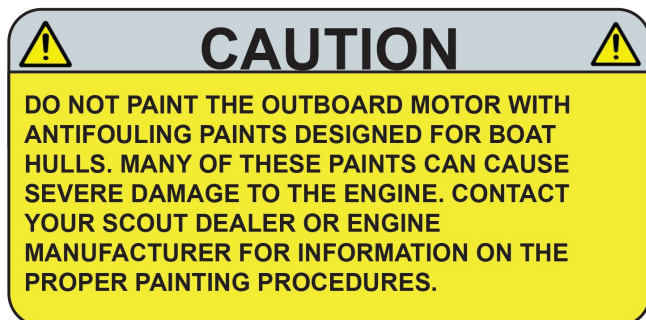 CAUTION
DO NOT PAINT THE OUTBOARD MOTOR WITH
ANTIFOULING PAINTS DESIGNED FOR BOAT
HULLS. MANY OF THESE PAINTS CAN CAUSE
SEVERE DAMAGE TO THE ENGINE. CONTACT
YOUR SCOUT DEALER OR ENGINE
MANUFACTURER FOR INFORMATION ON THE
PROPER PAINTING PROCEDURES.